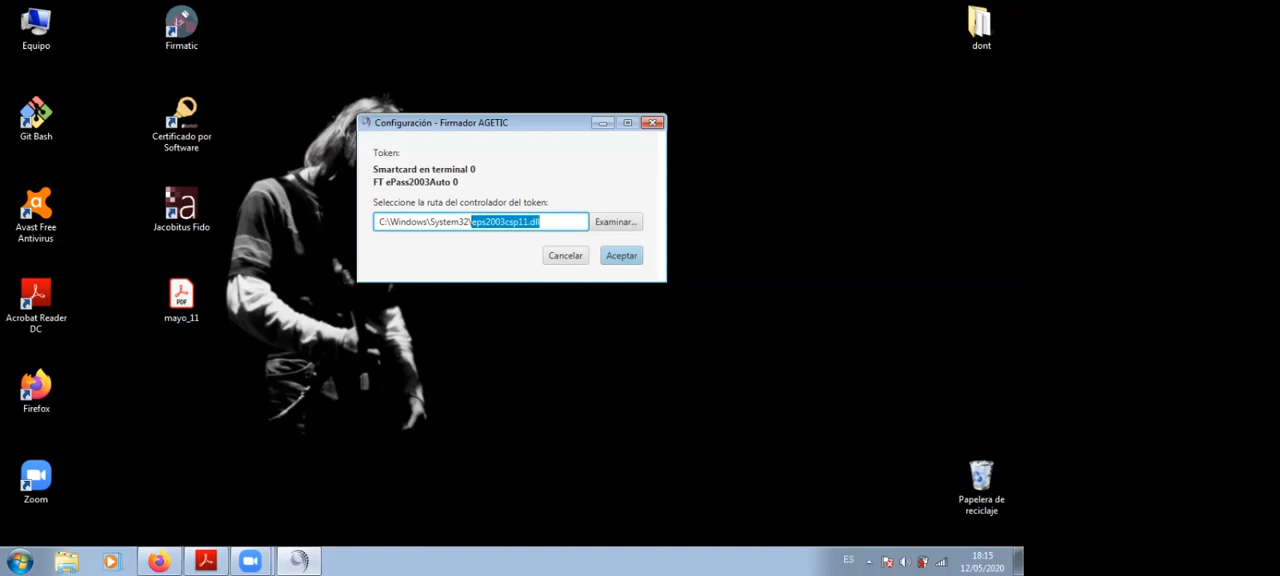 Equipo
Firmatic
dont
Git Bash
Certificado por
Software
Configuración - Firmador AGETIC
Token:
Smartcard en terminal 0
FT ePass2003Auto 0
Seleccione la ruta del controlador del token:
C:\Windows\System32\eps2003csp11.dll
Examinar...
Cancelar
Aceptar
Avast Free
Antivirus
Jacobitus Fido
Acrobat Reader
DC
PDF
mayo_11
Firefox
Zoom
Papelera de
reciclaje
ES
18:15
12/05/2020